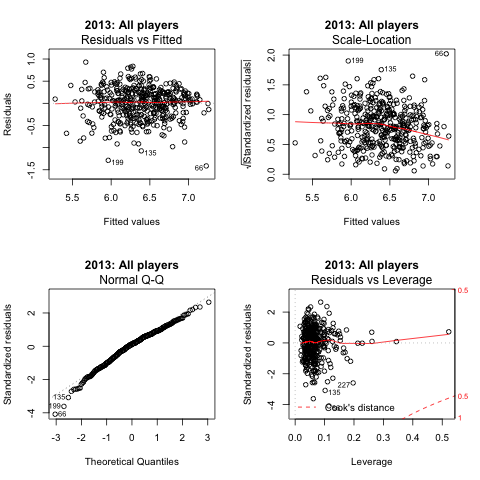 2013: All players
Residuals vs Fitted
Residuals
1.0
0.5
-0.5
-1.5
199
135
66
5.5 6.0 6.5 7.0
Fitted values
2013: All players
Scale-Location
√|Standardized residuals|
2.0
1.5
1.0
0.5
0.0
199
135
66
5.5 6.0 6.5 7.0
Fitted values
2013: All players
Normal Q-Q
Standardized residuals
2
0
-2
-4
135
199
66
-3 -2 -1 0 1 2 3
Theoretical Quantiles
2013: All players
Residuals vs Leverage
Standardized residuals
2
0
-2
-4
0.5
0.5
1
227
135
Cook's distance
0.0 0.1 0.2 0.3 0.4 0.5
Leverage